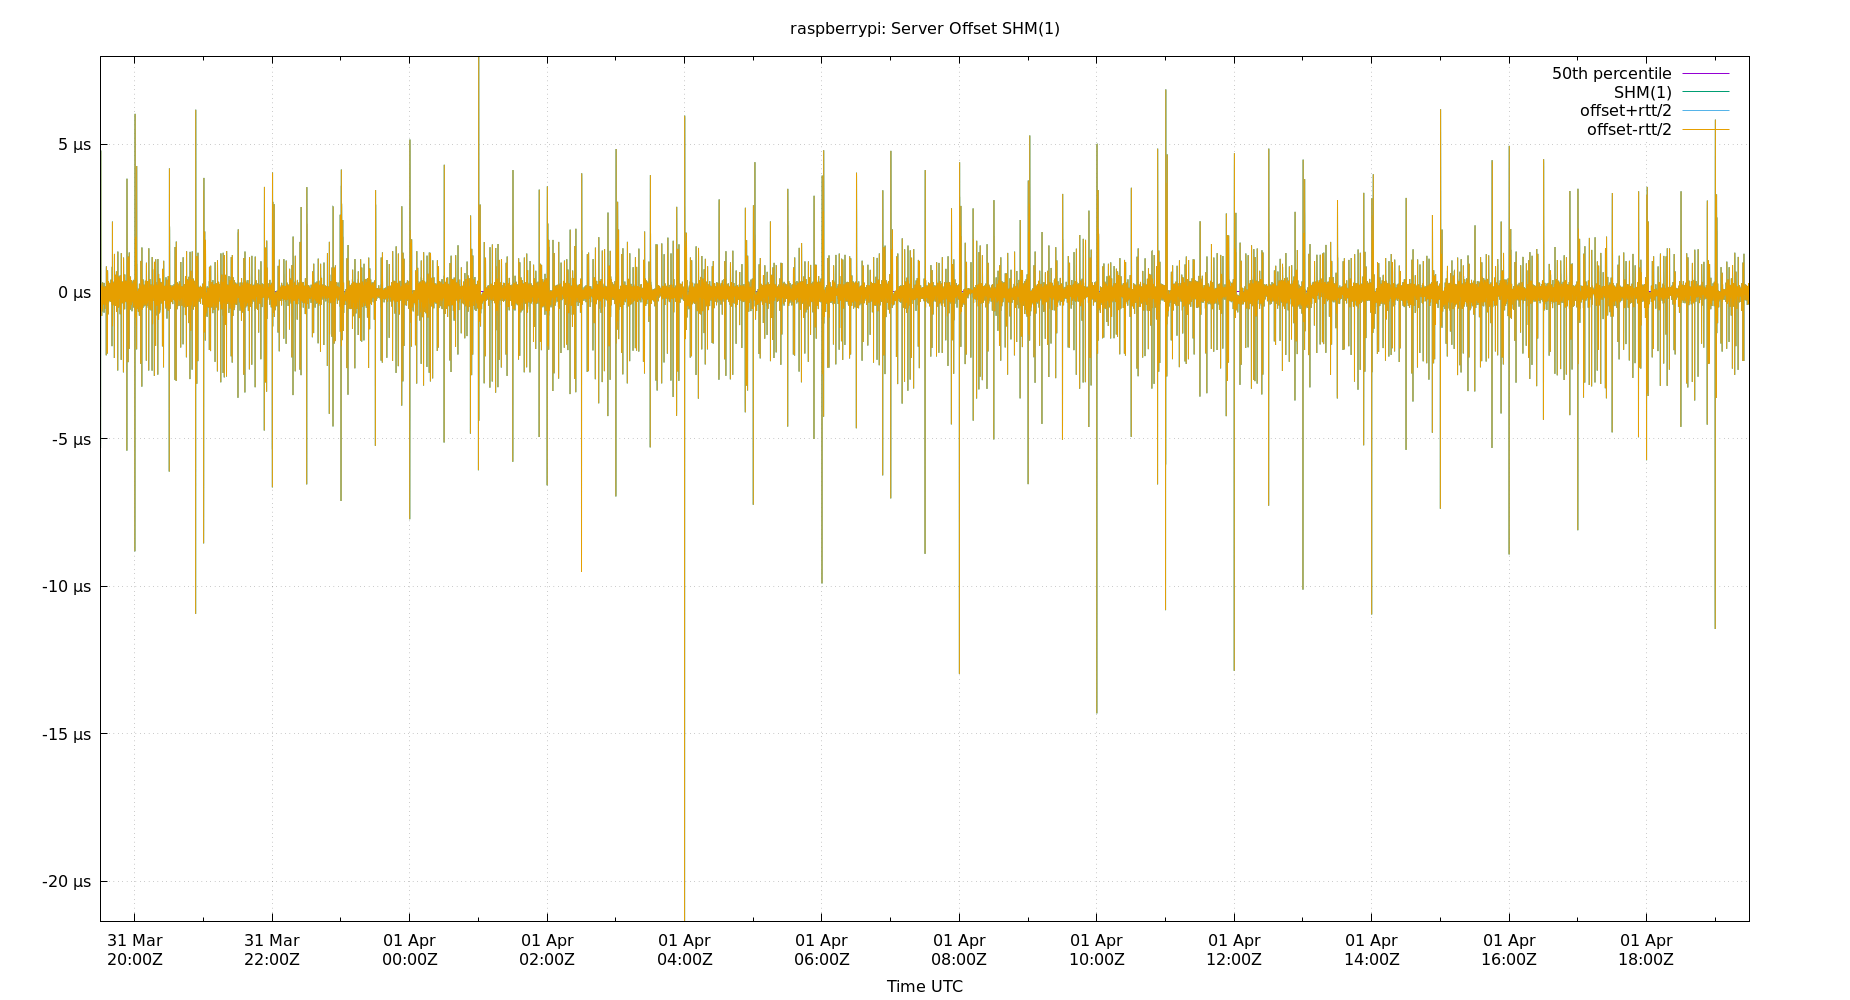 raspberrypi: Server Offset SHM(1)
50th percentile
SHM(1)
offset+rtt/2
offset-rtt/2
5 µs
0 µs
-5 µs
-10 µs
-15 µs
-20 µs
31 Mar 31 Mar 01 Apr 01 Apr 01 Apr 01 Apr 01 Apr 01 Apr 01 Apr 01 Apr 01 Apr 01 Apr
20:00Z 22:00Z 00:00Z 02:00Z 04:00Z 06:00Z 08:00Z 10:00Z 12:00Z 14:00Z 16:00Z 18:00Z
Time UTC